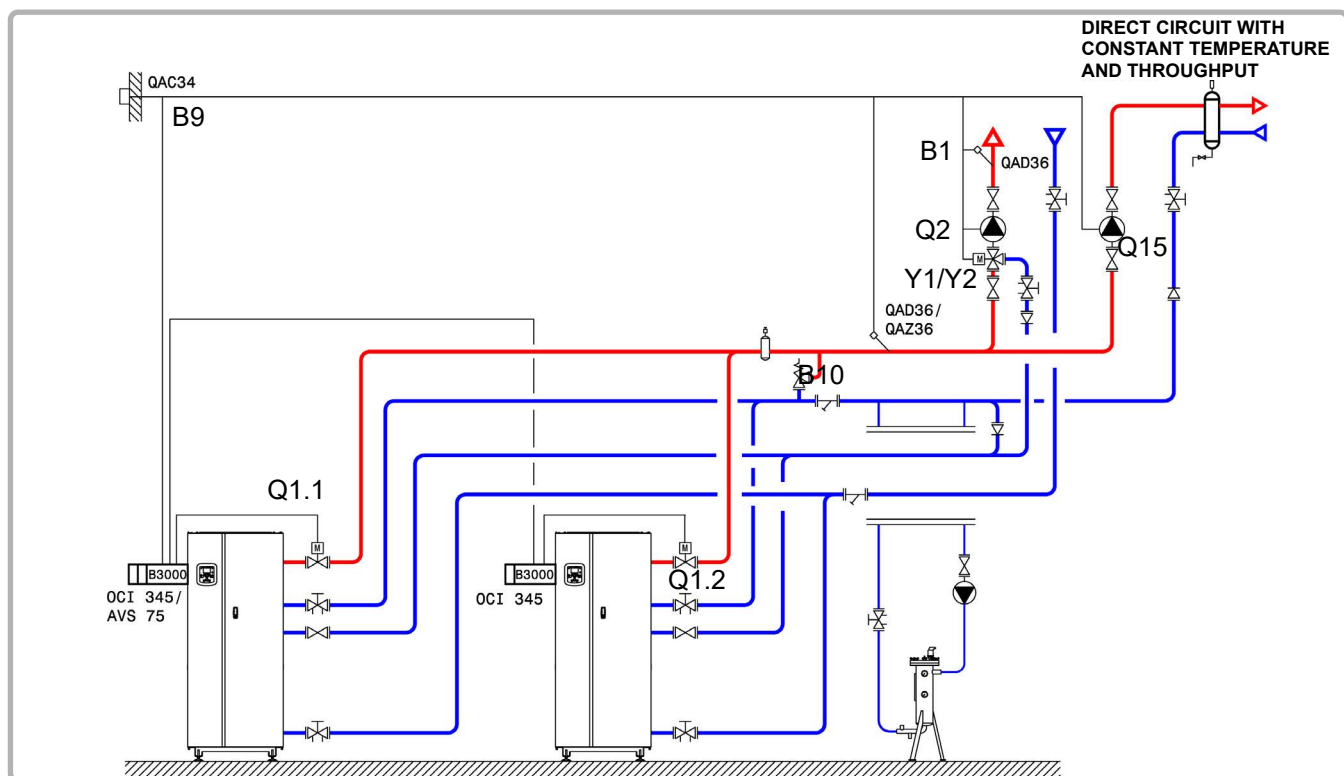 DIRECT CIRCUIT WITH
CONSTANT TEMPERATURE
AND THROUGHPUT
QAC34
B9
B1
QAD36
Q2
Q15
Y1/Y2
M
QAD36/
QAZ36
B10
Q1.1
M
M
B3000
OCI 345/
AVS 75
B3000
OCI 345
Q1.2